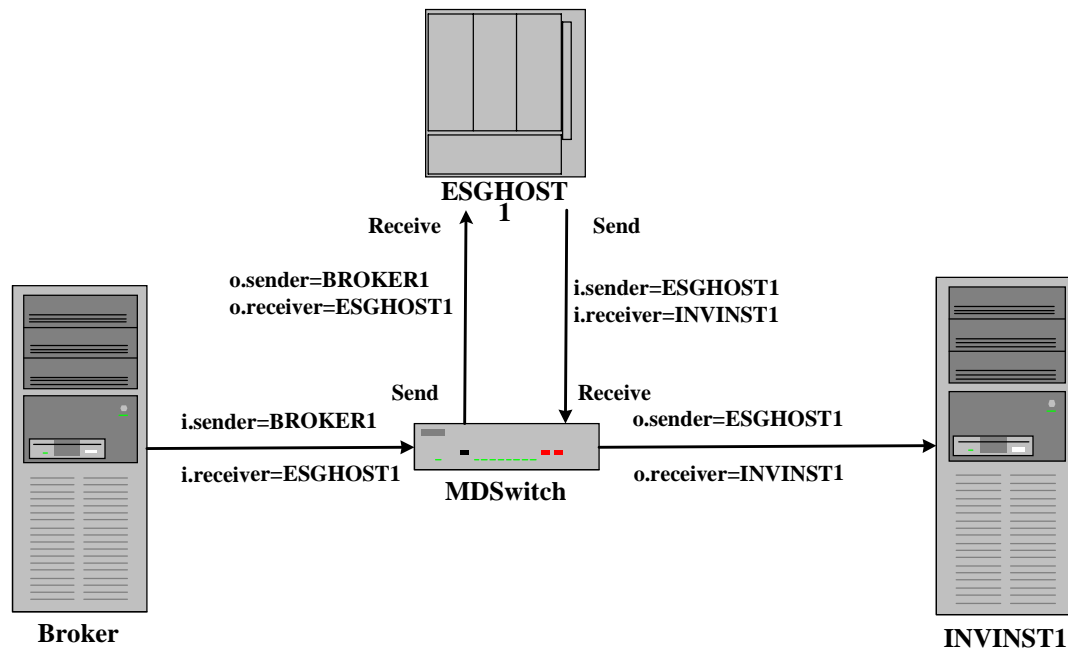 ESGHOST
1
Receive
Send
o.sender=BROKER1
o.receiver=ESGHOST1
i.sender=ESGHOST1
i.receiver=INVINST1
Send
Receive
i.sender=BROKER1
i.receiver=ESGHOST1
o.sender=ESGHOST1
o.receiver=INVINST1
MDSwitch
Broker
INVINST1